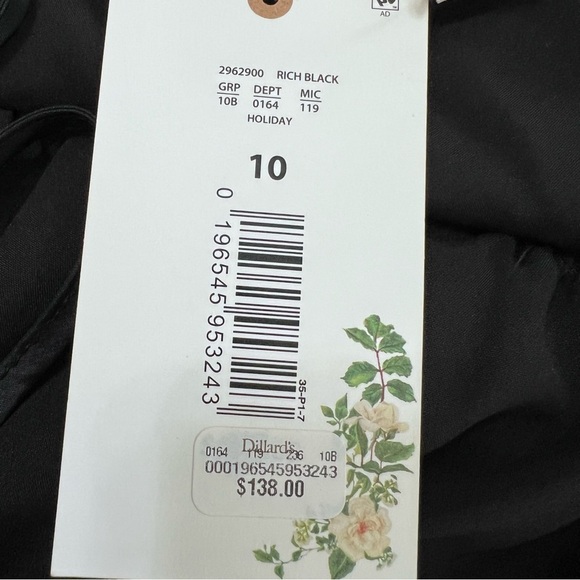 AD
2962900 RICH BLACK
GRP DEPT MIC
10B 0164 119
HOLIDAY
10
0 196545 953243
35-P1-7
Dillard's
0164 119 236 10B
000196545953243
$138.00